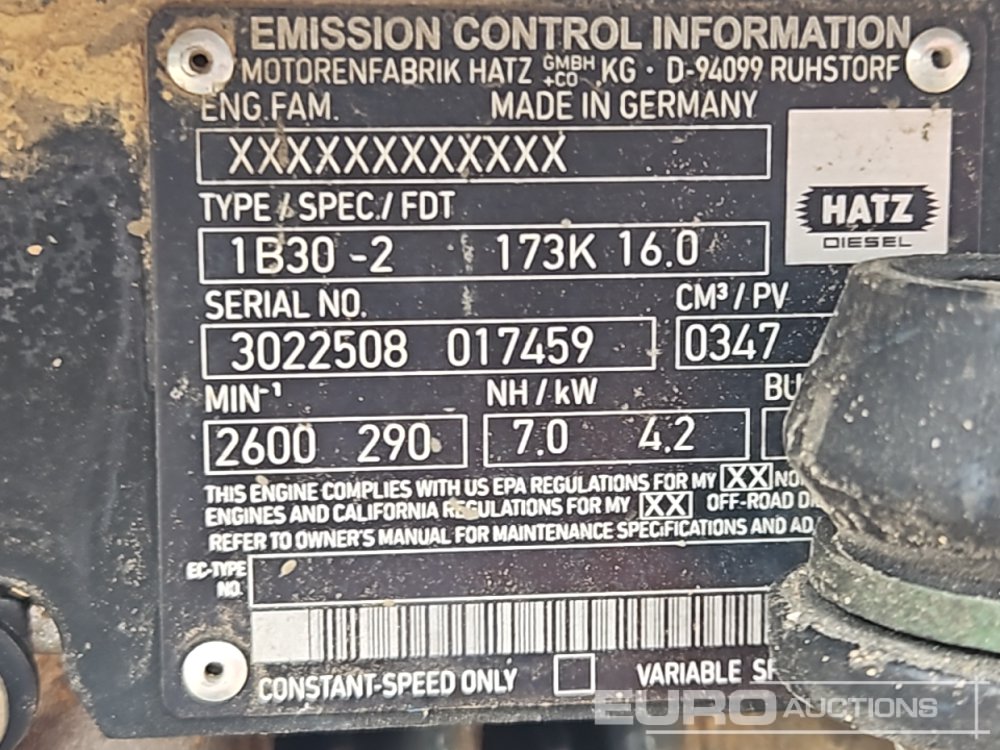 EMISSION CONTROL INFORMATION
MOTORENFABRIK HATZ GMBH +CO KG · D-94099 RUHSTORF
ENG.FAM. MADE IN GERMANY
XXXXXXXXXXXX
TYPE / SPEC./ FDT
1B30 -2 173K 16.0
HATZ
DIESEL
SERIAL NO. CM³ / PV
3022508 017459 0347
MIN⁻¹ NH / kW
2600 290 7.0 4.2
THIS ENGINE COMPLIES WITH US EPA REGULATIONS FOR MY XX
ENGINES AND CALIFORNIA REGULATIONS FOR MY XX OFF-ROAD
REFER TO OWNER'S MANUAL FOR MAINTENANCE SPECIFICATIONS AND
EC-TYPE
NO.
CONSTANT-SPEED ONLY VARIABLE
EURO AUCTIONS